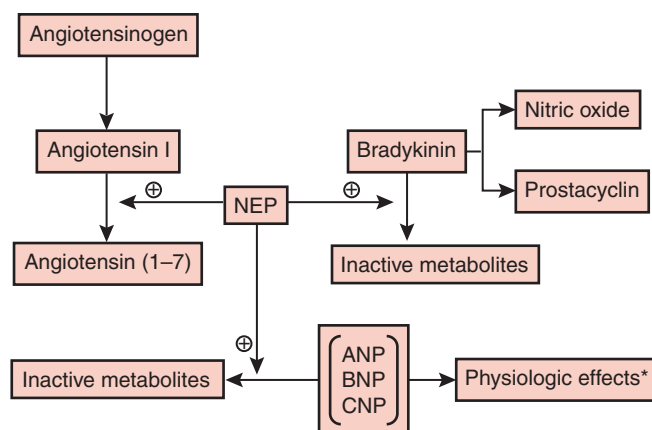 Angiotensinogen
Nitric oxide
Angiotensin I
Bradykinin
⊕
⊕
NEP
Prostacyclin
Angiotensin (1–7)
Inactive metabolites
⊕
ANP
BNP
CNP
Inactive metabolites
Physiologic effects*